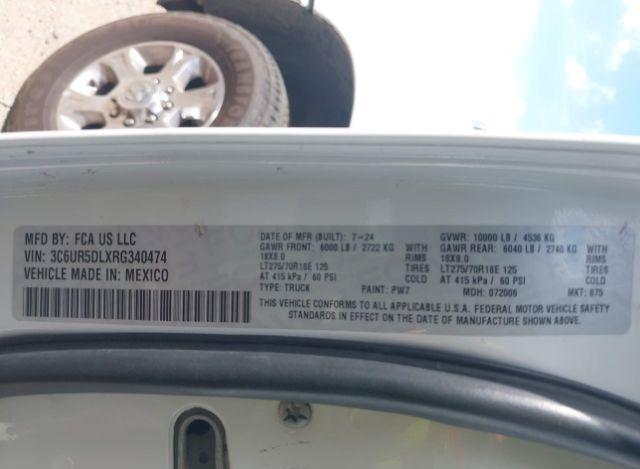 MFD BY: FCA US LLC
VIN: 3C6UR5DLXRG340474
VEHICLE MADE IN: MEXICO
DATE OF MFR (BUILT): 7-24
GAWR FRONT: 6000 LB / 2722 KG WITH
18X8.0 RIMS
LT275/70R18E 125 TIRES
AT 415 kPa / 60 PSI COLD
TYPE: TRUCK PAINT: PW7
GVWR: 10000 LB / 4536 KG
GAWR REAR: 6040 LB / 2740 KG WITH
18X8.0 RIMS
LT275/70R18E 125 TIRES
AT 415 kPa / 60 PSI COLD
MDH: 072006 MKT: 875
THIS VEHICLE CONFORMS TO ALL APPLICABLE U.S.A. FEDERAL MOTOR VEHICLE SAFETY
STANDARDS IN EFFECT ON THE DATE OF MANUFACTURE SHOWN ABOVE.